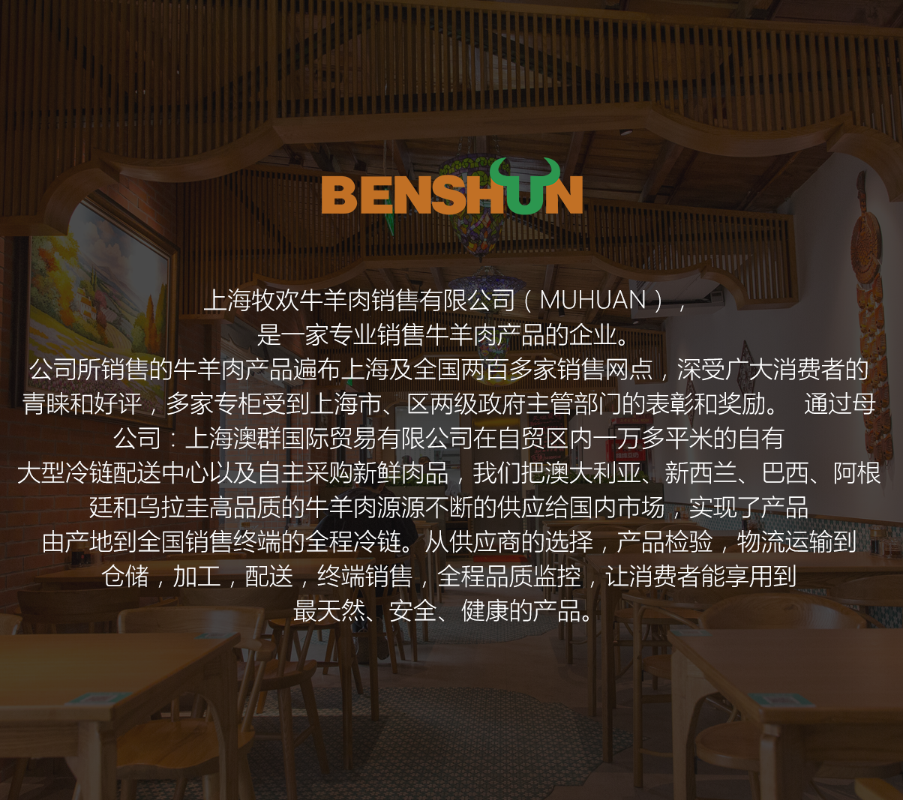 BENSHUN
上海牧欢牛羊肉销售有限公司（MUHUAN），
是一家专业销售牛羊肉产品的企业。
公司所销售的牛羊肉产品遍布上海及全国两百多家销售网点，深受广大消费者的
青睐和好评，多家专柜受到上海市、区两级政府主管部门的表彰和奖励。 通过母
公司：上海澳群国际贸易有限公司在自贸区内一万多平米的自有
大型冷链配送中心以及自主采购新鲜肉品，我们把澳大利亚、新西兰、巴西、阿根
廷和乌拉圭高品质的牛羊肉源源不断的供应给国内市场，实现了产品
由产地到全国销售终端的全程冷链。从供应商的选择，产品检验，物流运输到
仓储，加工，配送，终端销售，全程品质监控，让消费者能享用到
最天然、安全、健康的产品。